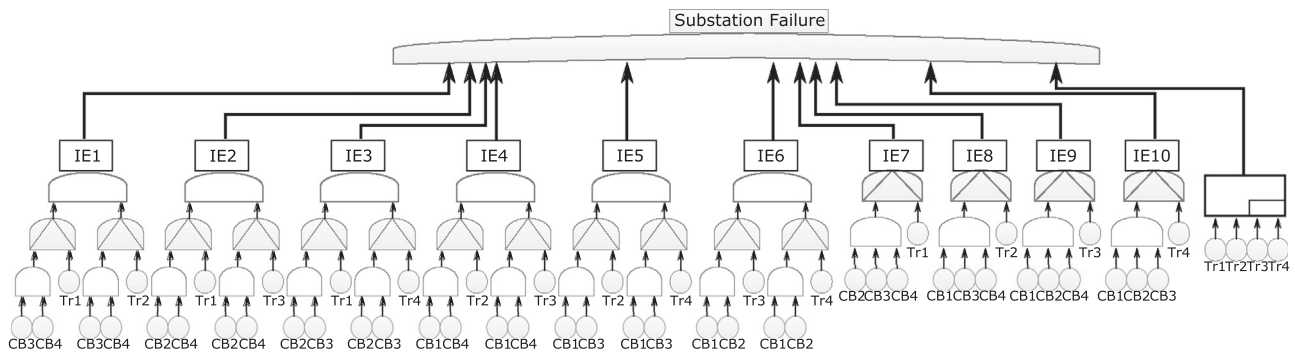 Substation Failure
IE1 IE2 IE3 IE4 IE5 IE6 IE7 IE8 IE9 IE10
Tr1 Tr2 Tr3 Tr4
Tr1Tr2Tr3Tr4
Tr1 Tr2 Tr1 Tr3 Tr1 Tr4 Tr2 Tr3 Tr2 Tr4 Tr3 Tr4
CB2CB3CB4 CB1CB3CB4 CB1CB2CB4 CB1CB2CB3
CB3CB4 CB3CB4 CB2CB4 CB2CB4 CB2CB3 CB2CB3 CB1CB4 CB1CB4 CB1CB3 CB1CB3 CB1CB2 CB1CB2